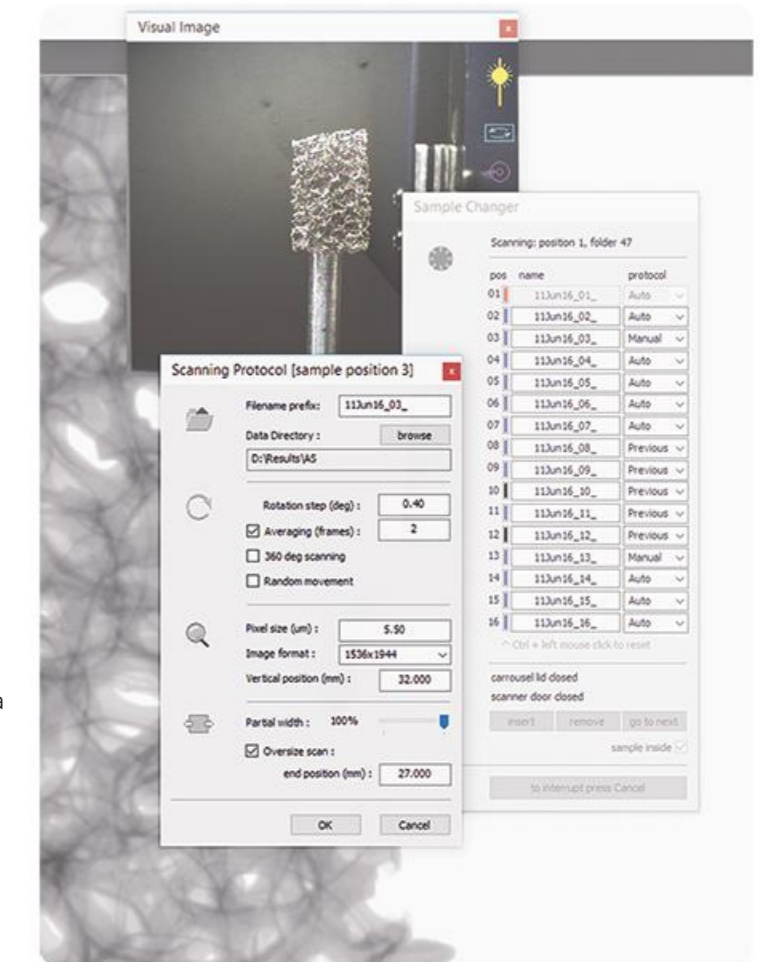 Visual Image
Sample Changer
Scanning: position 1, folder 47
pos name protocol
01 11Jun16_01_ Auto
02 11Jun16_02_ Auto
03 11Jun16_03_ Manual
04 11Jun16_04_ Auto
05 11Jun16_05_ Auto
06 11Jun16_06_ Auto
07 11Jun16_07_ Auto
08 11Jun16_08_ Previous
09 11Jun16_09_ Previous
10 11Jun16_10_ Previous
11 11Jun16_11_ Previous
12 11Jun16_12_ Previous
13 11Jun16_13_ Manual
14 11Jun16_14_ Auto
15 11Jun16_15_ Auto
16 11Jun16_16_ Auto
^ Ctrl + left mouse click to reset
carrousel lid closed
scanner door closed
insert remove go to next
sample inside
to interrupt press Cancel
Scanning Protocol [sample position 3]
Filename prefix: 11Jun16_03_
Data Directory : browse
D:\Results\AS
Rotation step (deg) : 0.40
Averaging (frames) : 2
360 deg scanning
Random movement
Pixel size (um) : 5.50
Image format : 1536x1944
Vertical position (mm) : 32.000
Partial width : 100%
Oversize scan :
end position (mm) : 27.000
OK Cancel
a